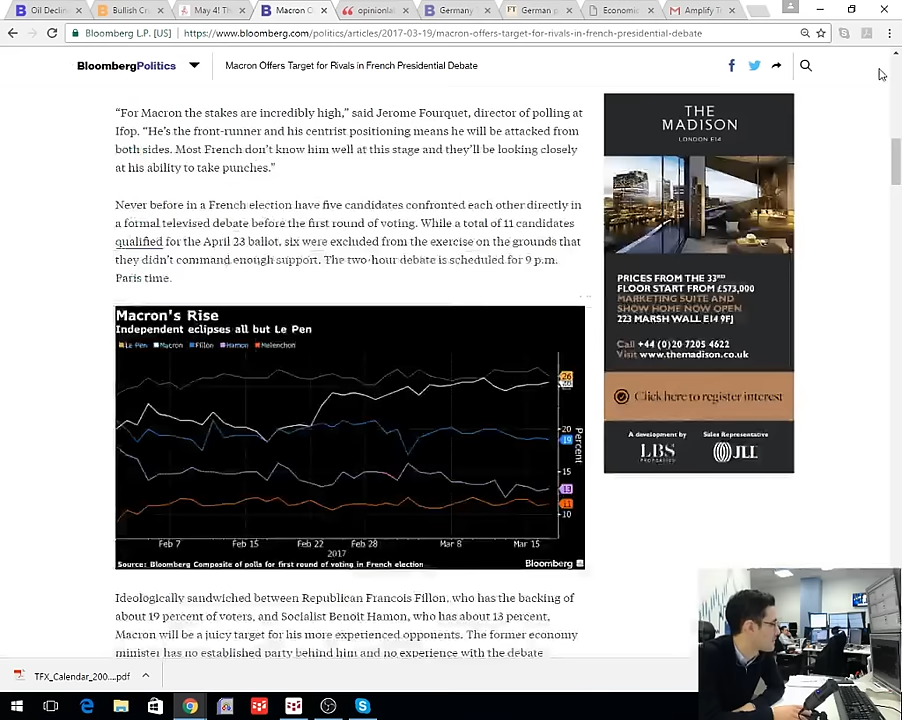 Oil Declin
Bullish Cru
May 4! Th
Macron O
opinionla
Germany
German p
Economic
Amplify T
Bloomberg L.P. [US]
https://www.bloomberg.com/politics/articles/2017-03-19/macron-offers-target-for-rivals-in-french-presidential-debate
BloombergPolitics
Macron Offers Target for Rivals in French Presidential Debate
“For Macron the stakes are incredibly high,” said Jerome Fourquet, director of polling at
Ifop. “He’s the front-runner and his centrist positioning means he will be attacked from
both sides. Most French don’t know him well at this stage and they’ll be looking closely
at his ability to take punches.”
Never before in a French election have five candidates confronted each other directly in
a formal televised debate before the first round of voting. While a total of 11 candidates
qualified for the April 23 ballot, six were excluded from the exercise on the grounds that
they didn’t command enough support. The two-hour debate is scheduled for 9 p.m.
Paris time.
Macron's Rise
Independent eclipses all but Le Pen
Le Pen Macron Fillon Hamon Melenchon
26
20
19
15
13
11
10
Percent
Feb 7 Feb 15 Feb 22 Feb 28 Mar 8 Mar 15
2017
Source: Bloomberg Composite of polls for first round of voting in French election
Bloomberg
Ideologically sandwiched between Republican Francois Fillon, who has the backing of
about 19 percent of voters, and Socialist Benoit Hamon, who has about 13 percent,
Macron will be a juicy target for his more experienced opponents. The former economy
minister has no established party behind him and no experience with the debate
THE
MADISON
LONDON E14
PRICES FROM THE 33RD
FLOOR START FROM £573,000
MARKETING SUITE AND
SHOW HOME NOW OPEN
223 MARSH WALL E14 9FJ
Call +44 (0)20 7205 4622
Visit www.themadison.co.uk
Click here to register interest
A development by
LBS
PROPERTIES
Sales Representative
JLL
TFX_Calendar_200....pdf